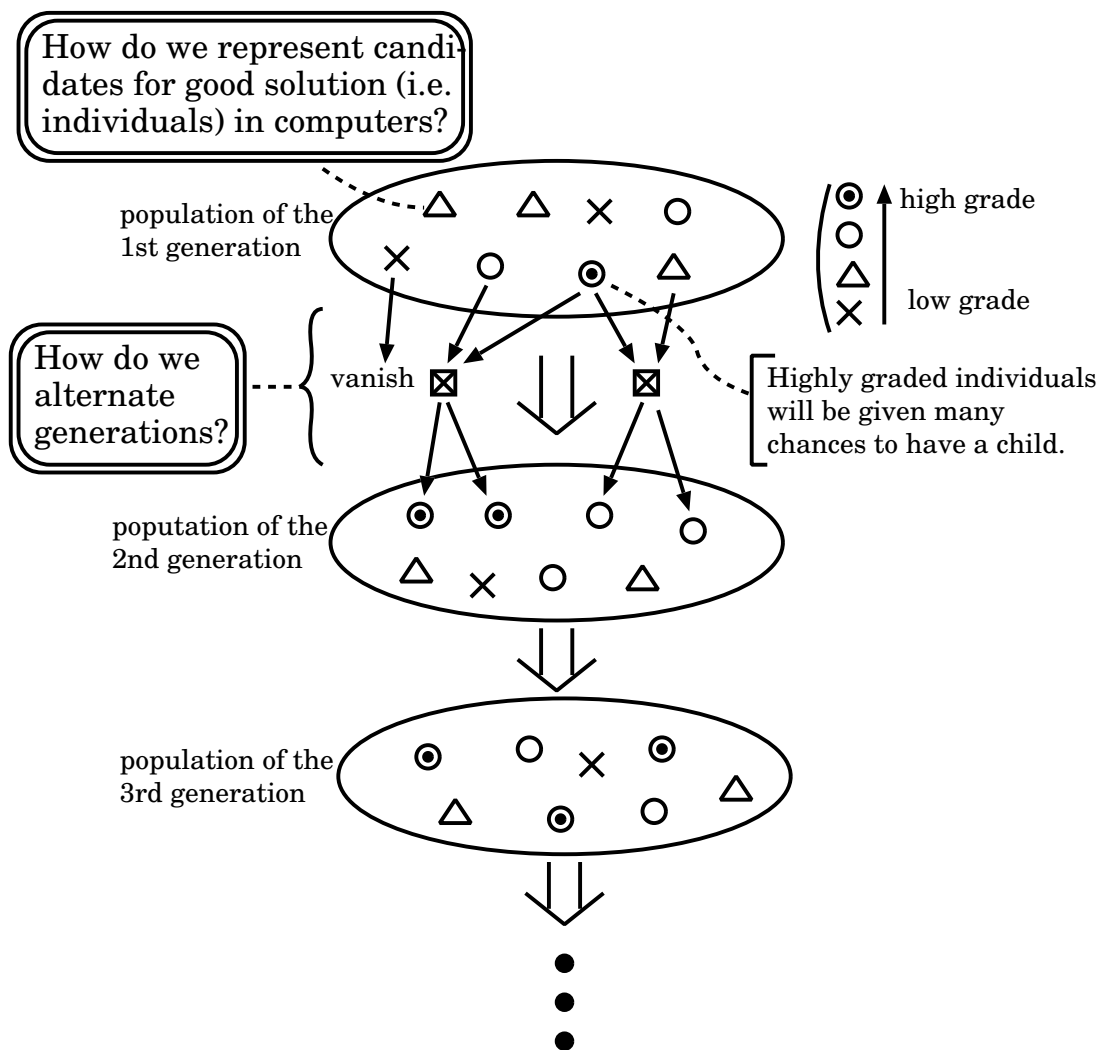 How do we represent candi-
dates for good solution (i.e.
individuals) in computers?
population of the
1st generation
high grade
low grade
How do we
alternate
generations?
vanish
Highly graded individuals
will be given many
chances to have a child.
poputation of the
2nd generation
population of the
3rd generation